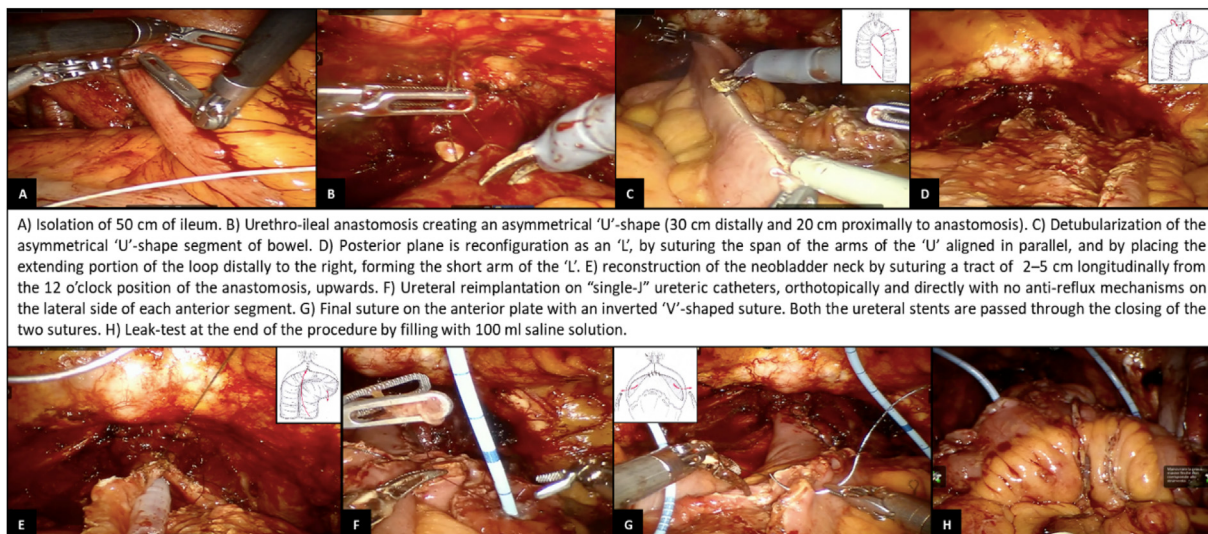 A
B
C
D
A) Isolation of 50 cm of ileum. B) Urethro-ileal anastomosis creating an asymmetrical ‘U’-shape (30 cm distally and 20 cm proximally to anastomosis). C) Detubularization of the
asymmetrical ‘U’-shape segment of bowel. D) Posterior plane is reconfiguration as an ‘L’, by suturing the span of the arms of the ‘U’ aligned in parallel, and by placing the
extending portion of the loop distally to the right, forming the short arm of the ‘L’. E) reconstruction of the neobladder neck by suturing a tract of 2–5 cm longitudinally from
the 12 o’clock position of the anastomosis, upwards. F) Ureteral reimplantation on “single-J” ureteric catheters, orthotopically and directly with no anti-reflux mechanisms on
the lateral side of each anterior segment. G) Final suture on the anterior plate with an inverted ‘V’-shaped suture. Both the ureteral stents are passed through the closing of the
two sutures. H) Leak-test at the end of the procedure by filling with 100 ml saline solution.
E
F
G
H